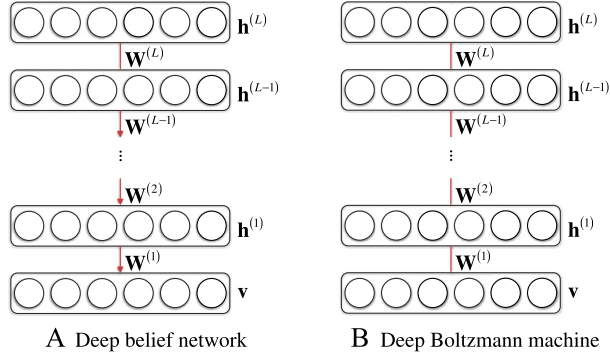 h^(L) h^(L)
W^(L) W^(L)
h^(L−1) h^(L−1)
W^(L−1) W^(L−1)
... ...
W^(2) W^(2)
h^(1) h^(1)
W^(1) W^(1)
v v
A Deep belief network B Deep Boltzmann machine